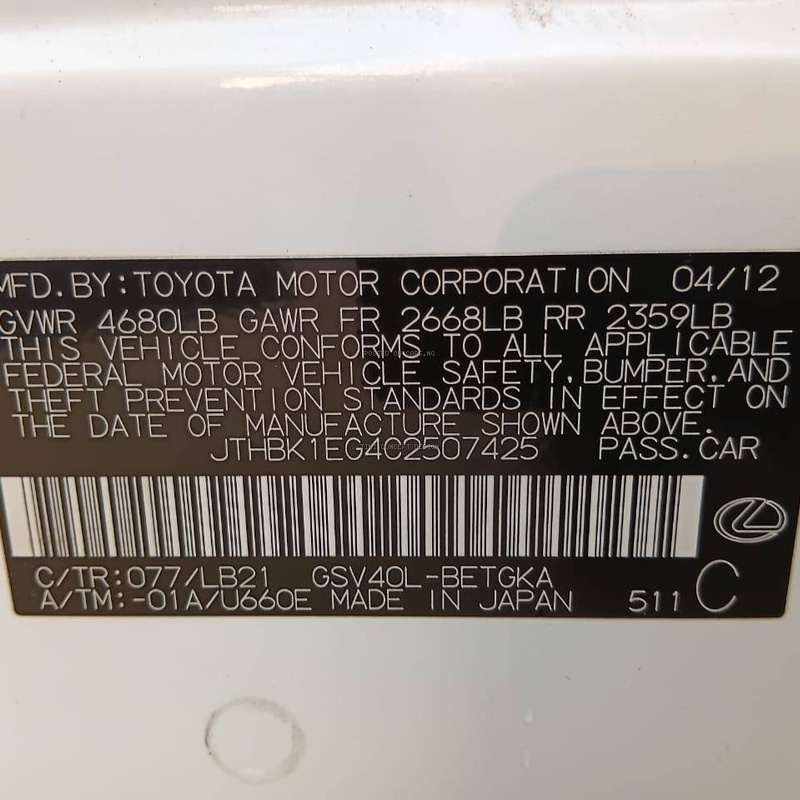 MFD.BY:TOYOTA MOTOR CORPORATION 04/12
GVWR 4680LB GAWR FR 2668LB RR 2359LB
THIS VEHICLE CONFORMS TO ALL APPLICABLE
FEDERAL MOTOR VEHICLE SAFETY,BUMPER,AND
THEFT PREVENTION STANDARDS IN EFFECT ON
THE DATE OF MANUFACTURE SHOWN ABOVE.
JTHBK1EG4C2507425 PASS.CAR
C/TR:077/LB21 GSV40L-BETGKA
A/TM:-01A/U660E MADE IN JAPAN 511 C